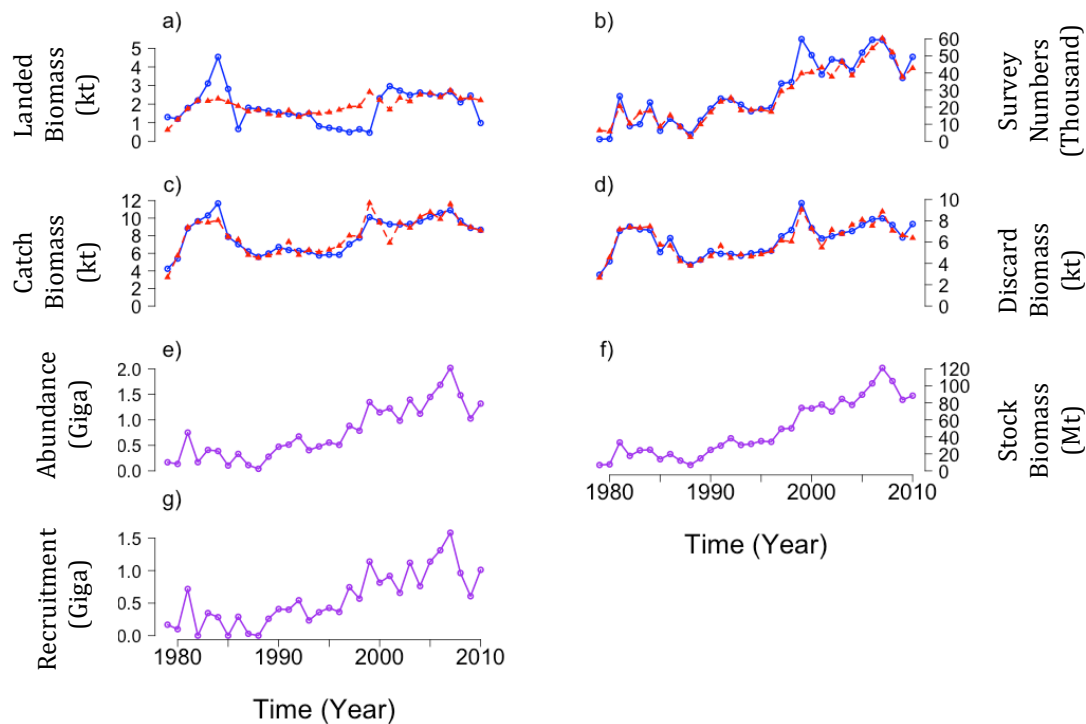 a)
Landed
Biomass
(kt)
5
4
3
2
1
0
b)
60
50
40
30
20
10
0
Survey
Numbers
(Thousand)
c)
Catch
Biomass
(kt)
12
10
8
6
4
2
0
d)
10
8
6
4
2
0
Discard
Biomass
(kt)
e)
Abundance
(Giga)
2.0
1.5
1.0
0.5
0.0
f)
120
100
80
60
40
20
0
Stock
Biomass
(Mt)
1980 1990 2000 2010
Time (Year)
g)
Recruitment
(Giga)
1.5
1.0
0.5
0.0
1980 1990 2000 2010
Time (Year)